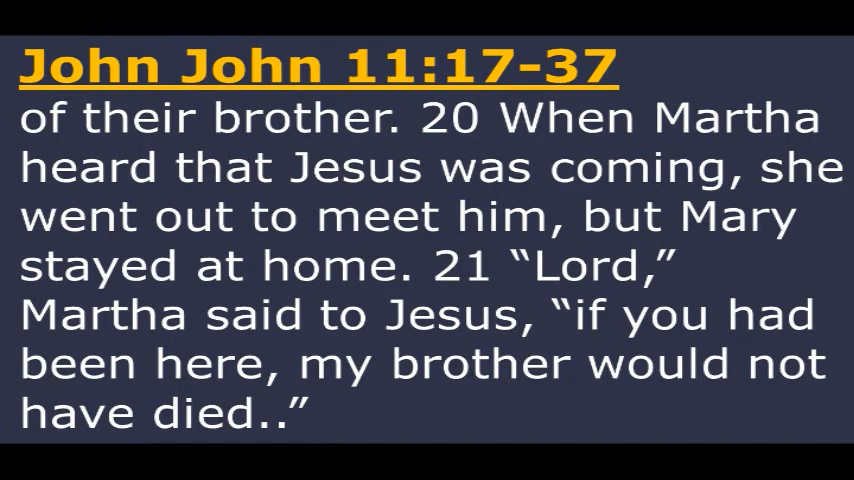 John John 11:17-37
of their brother. 20 When Martha
heard that Jesus was coming, she
went out to meet him, but Mary
stayed at home. 21 “Lord,”
Martha said to Jesus, “if you had
been here, my brother would not
have died..”